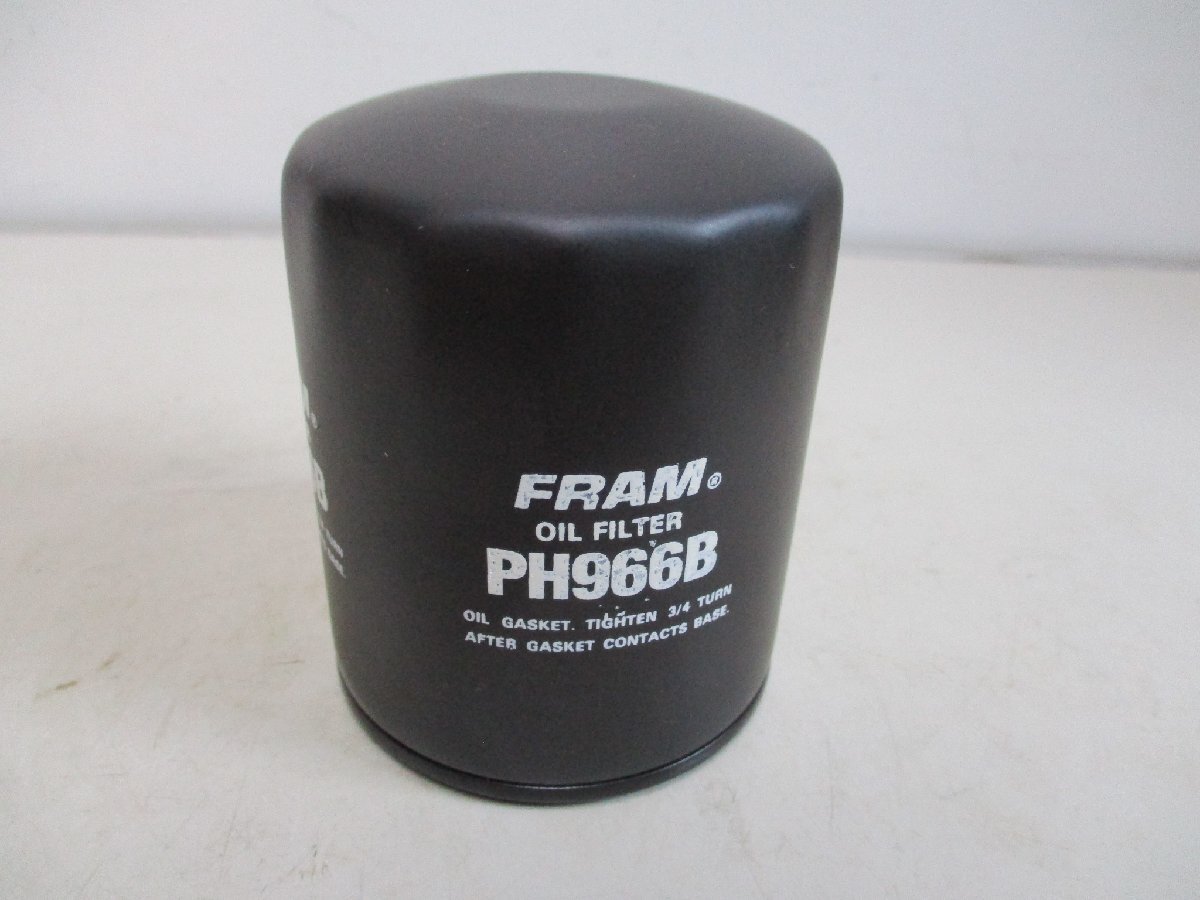 FRAM®
OIL FILTER
PH966B
OIL GASKET. TIGHTEN 3/4 TURN
AFTER GASKET CONTACTS BASE.